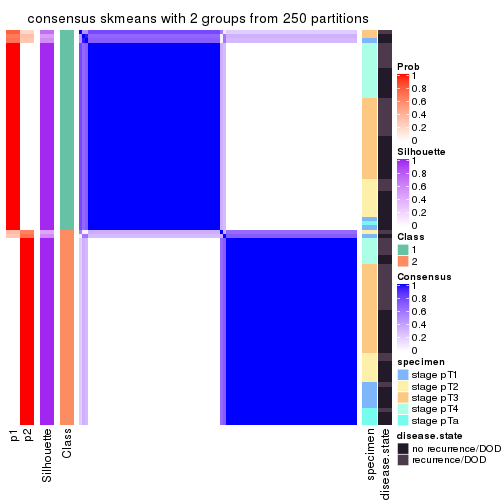 consensus skmeans with 2 groups from 250 partitions
Prob
1
0.8
0.6
0.4
0.2
0
Silhouette
1
0.8
0.6
0.4
0.2
0
Class
1
2
Consensus
1
0.8
0.6
0.4
0.2
0
specimen
stage pT1
stage pT2
stage pT3
stage pT4
stage pTa
disease.state
no recurrence/DOD
recurrence/DOD
p1
p2
Silhouette
Class
specimen
disease.state